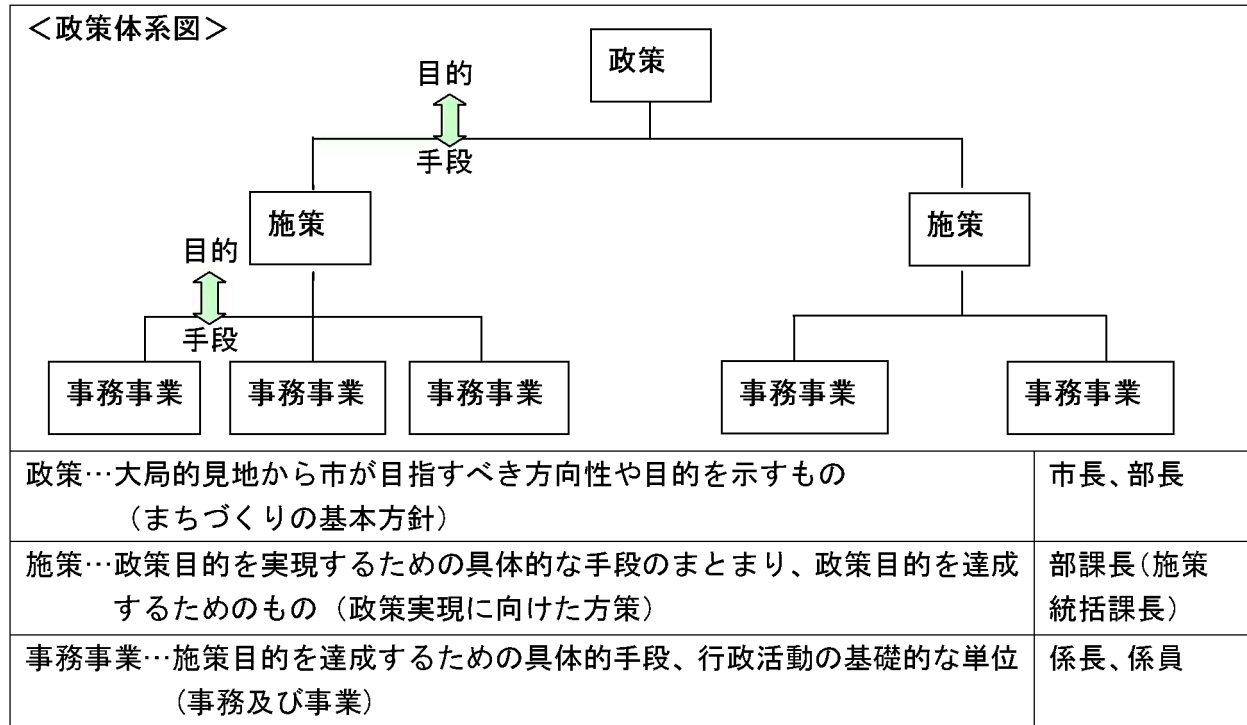 <政策体系図>
政策
目的
手段
施策
施策
目的
手段
事務事業
事務事業
事務事業
事務事業
事務事業
政策…大局的見地から市が目指すべき方向性や目的を示すもの
(まちづくりの基本方針)
市長、部長
施策…政策目的を実現するための具体的な手段のまとまり、政策目的を達成
するためのもの(政策実現に向けた方策)
部課長(施策
統括課長)
事務事業…施策目的を達成するための具体的手段、行政活動の基礎的な単位
(事務及び事業)
係長、係員